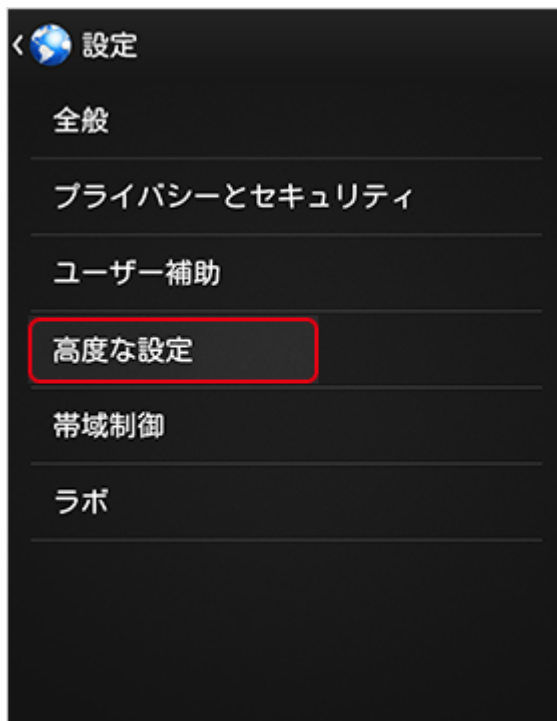 設定
全般
プライバシーとセキュリティ
ユーザー補助
高度な設定
帯域制御
ラボ